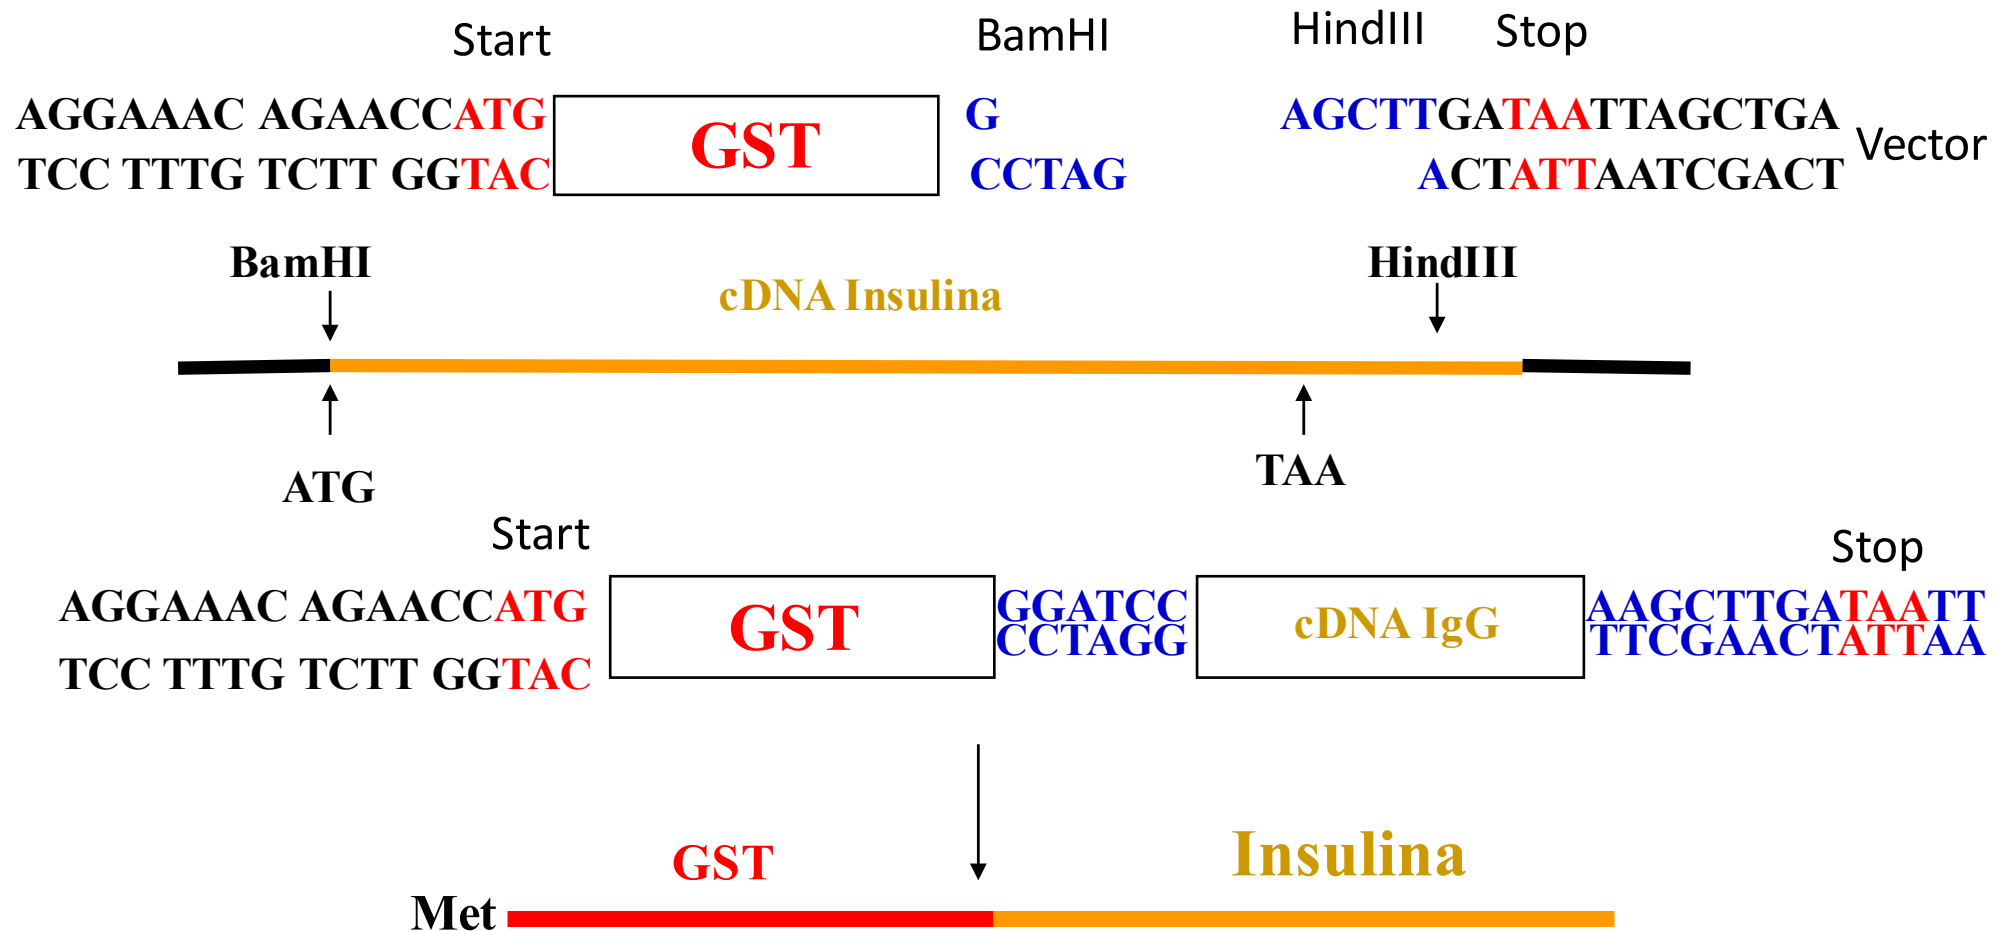 Start BamHI HindIII Stop
AGGAAAC AGAACCATG GST G AGCTTGATAATTAGCTGA
TCC TTTG TCTT GGTAC CCTAG ACTATTAATCGACT Vector
BamHI HindIII
cDNA Insulina
ATG TAA
Start Stop
AGGAAAC AGAACCATG GST GGATCC cDNA IgG AAGCTTGATAATT
TCC TTTG TCTT GGTAC CCTAGG TTCGAACTATTAA
GST Insulina
Met